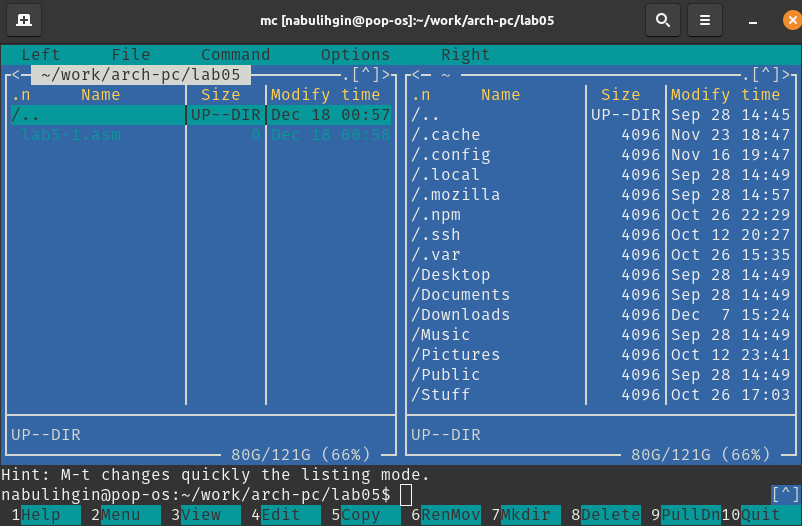 mc [nabulihgin@pop-os]:~/work/arch-pc/lab05
Left File Command Options Right
<- ~/work/arch-pc/lab05 .[^]>
.n Name Size Modify time
/.. UP--DIR Dec 18 00:57
lab5-1.asm 6 Dec 18 00:58
UP--DIR
80G/121G (66%)
<- ~ .[^]>
.n Name Size Modify time
/.. UP--DIR Sep 28 14:45
/.cache 4096 Nov 23 18:47
/.config 4096 Nov 16 19:47
/.local 4096 Sep 28 14:49
/.mozilla 4096 Sep 28 14:57
/.npm 4096 Oct 26 22:29
/.ssh 4096 Oct 12 20:27
/.var 4096 Oct 26 15:35
/Desktop 4096 Sep 28 14:49
/Documents 4096 Sep 28 14:49
/Downloads 4096 Dec 7 15:24
/Music 4096 Sep 28 14:49
/Pictures 4096 Oct 12 23:41
/Public 4096 Sep 28 14:49
/Stuff 4096 Oct 26 17:03
UP--DIR
80G/121G (66%)
Hint: M-t changes quickly the listing mode.
nabulihgin@pop-os:~/work/arch-pc/lab05$ [^]
1Help 2Menu 3View 4Edit 5Copy 6RenMov 7Mkdir 8Delete 9PullDn 10Quit